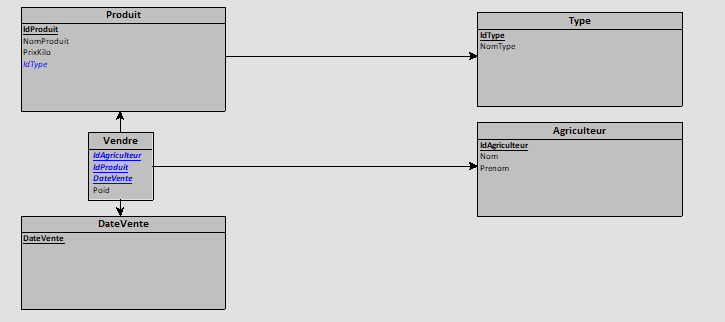 Produit
IdProduit
NomProduit
PrixKilo
IdType
Type
IdType
NomType
Vendre
IdAgriculteur
IdProduit
DateVente
Poid
Agriculteur
IdAgriculteur
Nom
Prenom
DateVente
DateVente